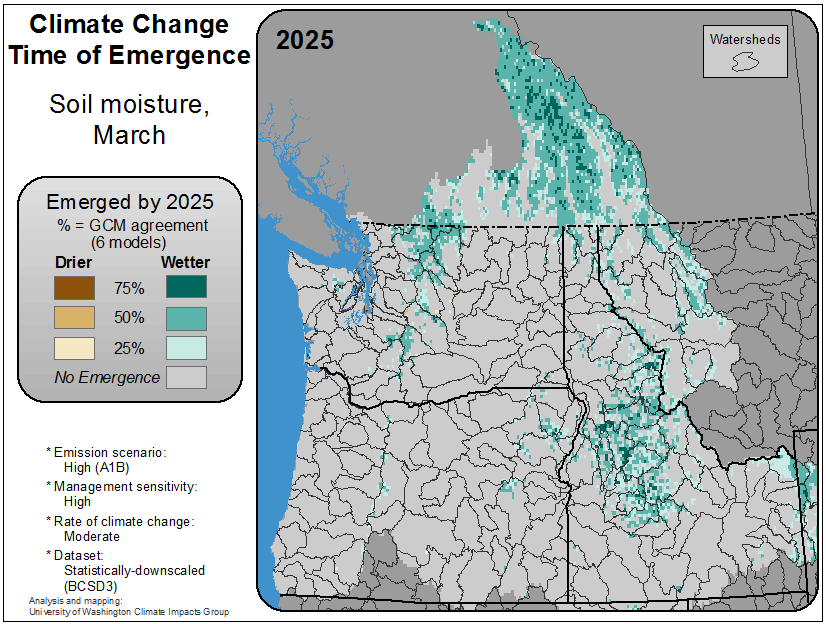 Climate Change
Time of Emergence
Soil moisture,
March
Emerged by 2025
% = GCM agreement
(6 models)
Drier Wetter
75%
50%
25%
No Emergence
* Emission scenario:
High (A1B)
* Management sensitivity:
High
* Rate of climate change:
Moderate
* Dataset:
Statistically-downscaled
(BCSD3)
Analysis and mapping:
University of Washington Climate Impacts Group
2025
Watersheds